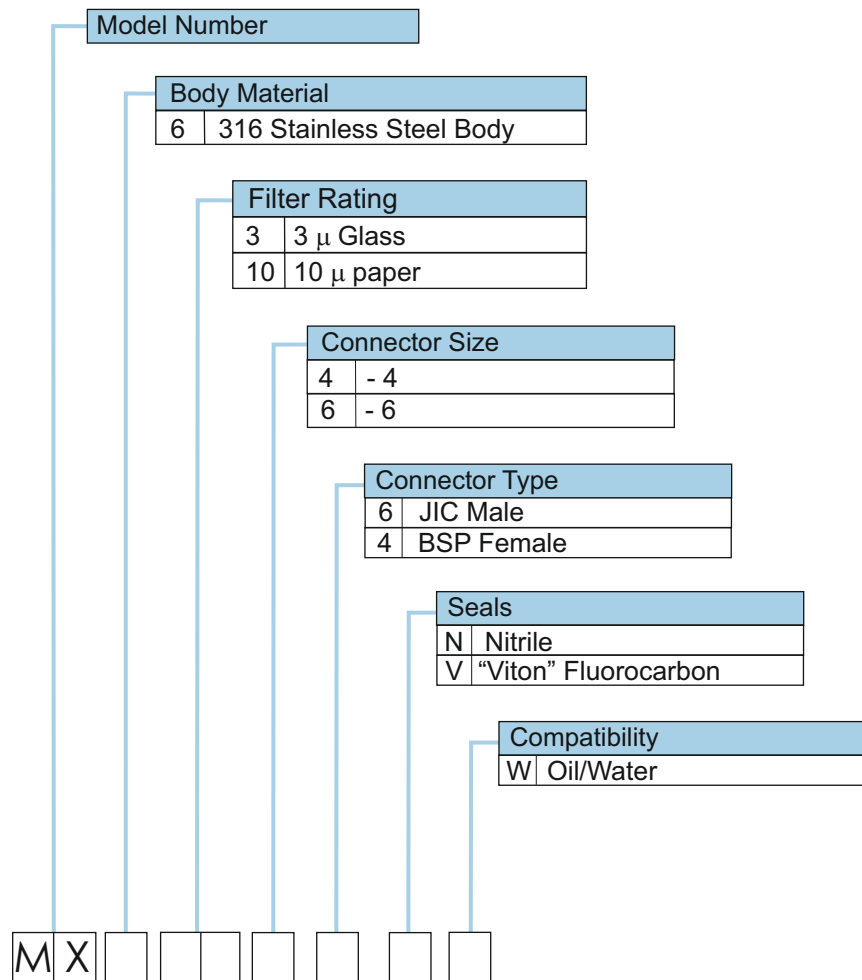 Model Number
Body Material
6 316 Stainless Steel Body
Filter Rating
3 3 μ Glass
10 10 μ paper
Connector Size
4 - 4
6 - 6
Connector Type
6 JIC Male
4 BSP Female
Seals
N Nitrile
V “Viton” Fluorocarbon
Compatibility
W Oil/Water
M X